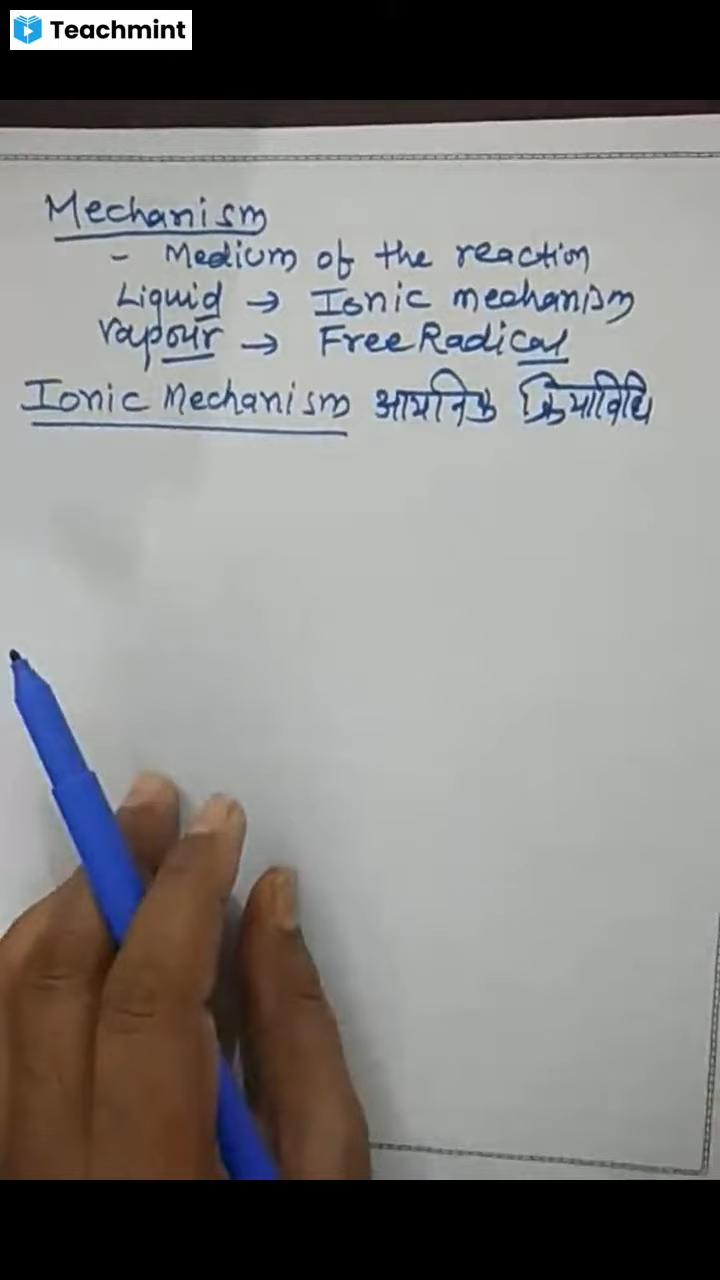 Teachmint
Mechanism
- Medium of the reaction
Liquid → Ionic mechanism
Vapour → Free Radical
Ionic Mechanism आयनिक क्रियाविधि